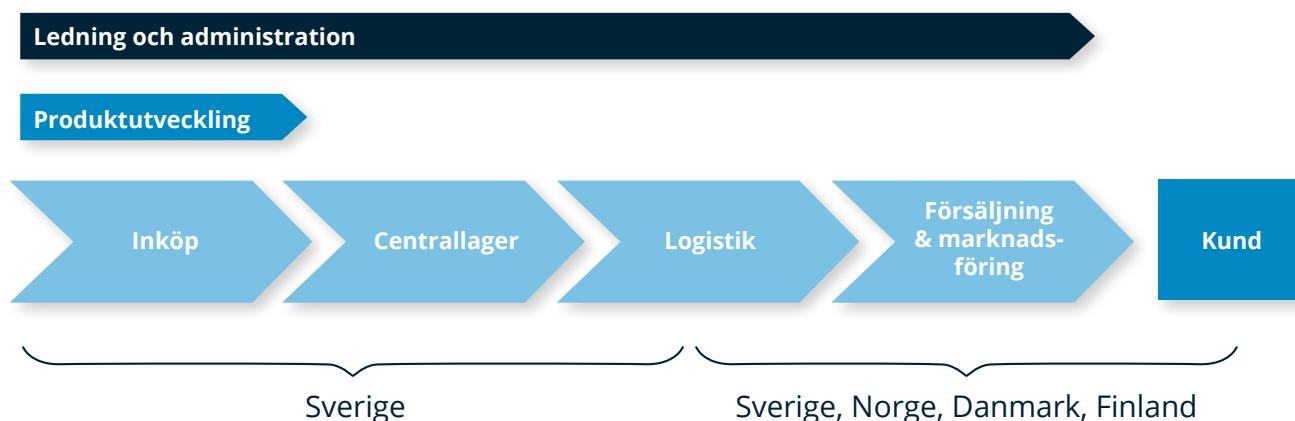 Ledning och administration
Produktutveckling
Inköp
Centrallager
Logistik
Försäljning
& marknads-
föring
Kund
Sverige
Sverige, Norge, Danmark, Finland